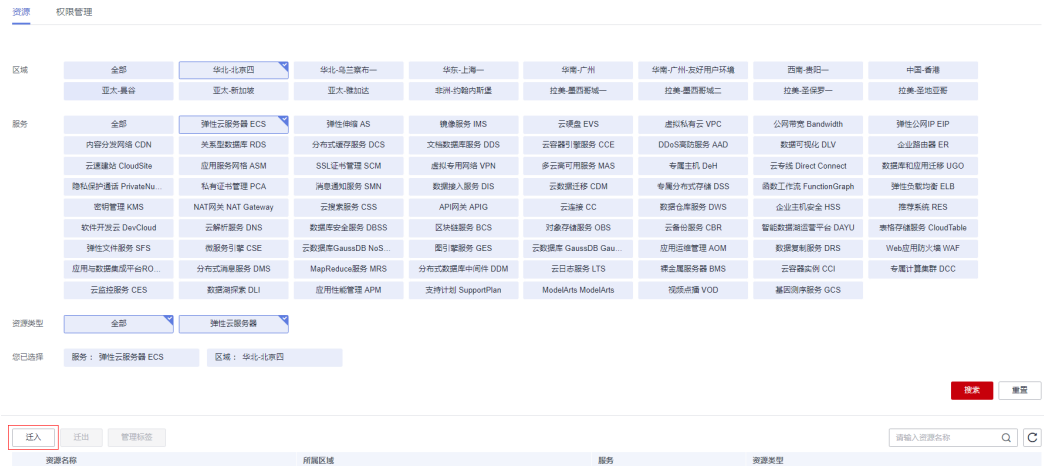 资源 权限管理
区域 全部 华北-北京四 华北-乌兰察布一 华东-上海一 华南-广州 华南-广州-友好用户环境 西南-贵阳一 中国-香港
亚太-曼谷 亚太-新加坡 亚太-雅加达 非洲-约翰内斯堡 拉美-墨西哥城一 拉美-墨西哥城二 拉美-圣保罗一 拉美-圣地亚哥
服务 全部 弹性云服务器 ECS 弹性伸缩 AS 镜像服务 IMS 云硬盘 EVS 虚拟私有云 VPC 公网带宽 Bandwidth 弹性公网IP EIP
内容分发网络 CDN 关系型数据库 RDS 分布式缓存服务 DCS 文档数据库服务 DDS 云容器引擎服务 CCE DDoS高防服务 AAD 数据可视化 DLV 企业路由器 ER
云速建站 CloudSite 应用服务网格 ASM SSL证书管理 SCM 虚拟专用网络 VPN 多云高可用服务 MAS 专属主机 DeH 云专线 Direct Connect 数据库和应用迁移 UGO
隐私保护通话 PrivateNu... 私有证书管理 PCA 消息通知服务 SMN 数据接入服务 DIS 云数据迁移 CDM 专属分布式存储 DSS 函数工作流 FunctionGraph 弹性负载均衡 ELB
密钥管理 KMS NAT网关 NAT Gateway 云搜索服务 CSS API网关 APIG 云连接 CC 数据仓库服务 DWS 企业主机安全 HSS 推荐系统 RES
软件开发云 DevCloud 云解析服务 DNS 数据库安全服务 DBSS 区块链服务 BCS 对象存储服务 OBS 云备份服务 CBR 智能数据湖运营平台 DAYU 表格存储服务 CloudTable
弹性文件服务 SFS 微服务引擎 CSE 云数据库GaussDB NoS... 图引擎服务 GES 云数据库 GaussDB Gau... 应用运维管理 AOM 数据复制服务 DRS Web应用防火墙 WAF
应用与数据集成平台RO... 分布式消息服务 DMS MapReduce服务 MRS 分布式数据库中间件 DDM 云日志服务 LTS 裸金属服务器 BMS 云容器实例 CCI 专属计算集群 DCC
云监控服务 CES 数据湖探索 DLI 应用性能管理 APM 支持计划 SupportPlan ModelArts ModelArts 视频点播 VOD 基因测序服务 GCS
资源类型 全部 弹性云服务器
您已选择 服务： 弹性云服务器 ECS 区域： 华北-北京四
搜索 重置
迁入 迁出 管理标签 请输入资源名称
资源名称 所属区域 服务 资源类型